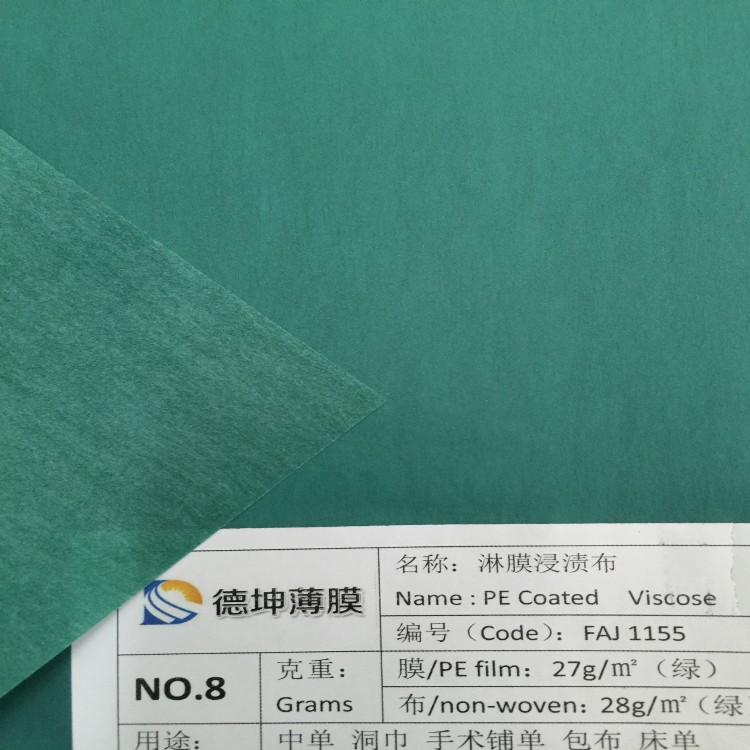 名称：淋膜浸渍布
德坤薄膜
Name : PE Coated Viscose
编号（Code）：FAJ 1155
NO.8
克重：
Grams
膜/PE film：27g/㎡（绿）
布/non-woven：28g/㎡（绿
用途：
中单 洞巾 手术铺单 包布 床单